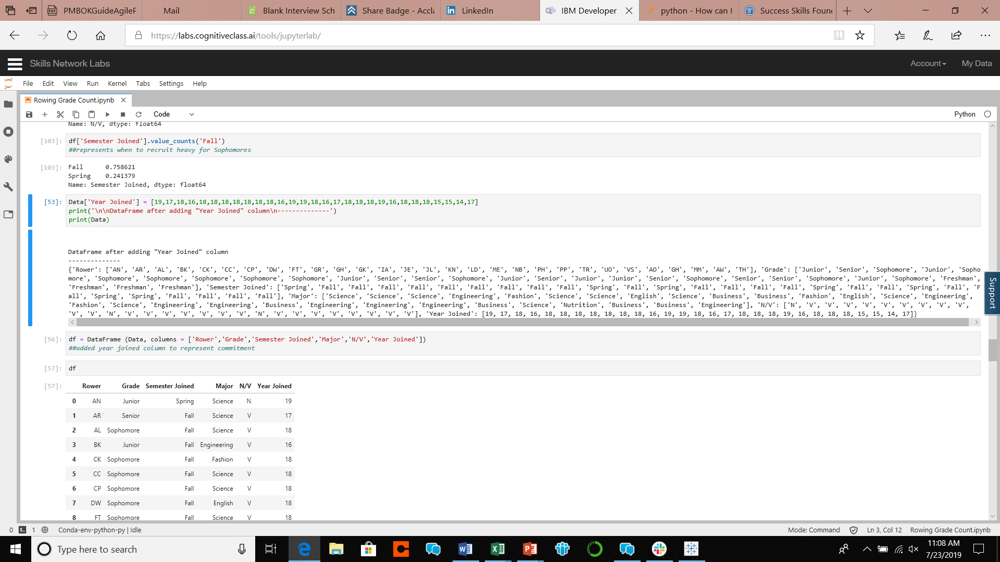 PMBOKGuideAgileF
Mail
Blank Interview Sch
Share Badge - Accla
LinkedIn
IBM Developer
python - How can I
Success Skills Foun
https://labs.cognitiveclass.ai/tools/jupyterlab/
Skills Network Labs
Account
My Data
File Edit View Run Kernel Tabs Settings Help
Rowing Grade Count.ipynb
Code
Python
Name: N/V, dtype: float64
[103]: df['Semester Joined'].value_counts('Fall')
##represents when to recruit heavy for Sophomores
[103]: Fall 0.758621
Spring 0.241379
Name: Semester Joined, dtype: float64
[53]: Data['Year Joined'] = [19,17,18,16,18,18,18,18,18,18,18,16,19,19,18,16,17,18,18,18,19,16,18,18,18,15,15,14,17]
print('\n\nDataFrame after adding "Year Joined" column\n--------------')
print(Data)
DataFrame after adding "Year Joined" column
--------------
{'Rower': ['AN', 'AR', 'AL', 'BK', 'CK', 'CC', 'CP', 'DW', 'FT', 'GR', 'GH', 'GK', 'IA', 'JE', 'JL', 'KN', 'LD', 'ME', 'NB', 'PH', 'PP', 'TR', 'UO', 'VS', 'AO', 'GH', 'MM', 'AW', 'TH'], 'Grade': ['Junior', 'Senior', 'Sophomore', 'Junior', 'Sopho
more', 'Sophomore', 'Sophomore', 'Sophomore', 'Sophomore', 'Sophomore', 'Junior', 'Senior', 'Senior', 'Sophomore', 'Junior', 'Senior', 'Junior', 'Junior', 'Senior', 'Sophomore', 'Senior', 'Senior', 'Sophomore', 'Junior', 'Sophomore', 'Freshman',
'Freshman', 'Freshman', 'Freshman'], 'Semester Joined': ['Spring', 'Fall', 'Fall', 'Fall', 'Fall', 'Fall', 'Fall', 'Fall', 'Fall', 'Fall', 'Fall', 'Spring', 'Fall', 'Spring', 'Fall', 'Fall', 'Fall', 'Fall', 'Fall', 'Spring', 'Fall', 'Fall', 'Spring', 'Fall', 'F
all', 'Spring', 'Spring', 'Fall', 'Fall', 'Fall', 'Fall'], 'Major': ['Science', 'Science', 'Science', 'Engineering', 'Fashion', 'Science', 'Science', 'English', 'Science', 'Business', 'Business', 'Fashion', 'English', 'Science', 'Engineering',
'Fashion', 'Science', 'Engineering', 'Engineering', 'Business', 'Engineering', 'Engineering', 'Engineering', 'Business', 'Science', 'Nutrition', 'Business', 'Business', 'Engineering'], 'N/V': ['N', 'V', 'V', 'V', 'V', 'V', 'V', 'V', 'V', 'V', 'V',
'V', 'V', 'N', 'V', 'V', 'V', 'V', 'V', 'V', 'V', 'N', 'V', 'V', 'V', 'V', 'V', 'V', 'V', 'V'], 'Year Joined': [19, 17, 18, 16, 18, 18, 18, 18, 18, 18, 18, 16, 19, 19, 18, 16, 17, 18, 18, 18, 19, 16, 18, 18, 18, 15, 15, 14, 17]}
Support
[56]: df = DataFrame (Data, columns = ['Rower','Grade','Semester Joined','Major','N/V','Year Joined'])
##added year joined column to represent commitment
[57]: df
[57]: Rower Grade Semester Joined Major N/V Year Joined
0 AN Junior Spring Science N 19
1 AR Senior Fall Science V 17
2 AL Sophomore Fall Science V 18
3 BK Junior Fall Engineering V 16
4 CK Sophomore Fall Fashion V 18
5 CC Sophomore Fall Science V 18
6 CP Sophomore Fall Science V 18
7 DW Sophomore Fall English V 18
8 FT Sophomore Fall Science V 18
0 1 Conda-env-python-py | Idle
Mode: Command
Ln 3, Col 12
Rowing Grade Count.ipynb
Type here to search
11:08 AM
7/23/2019